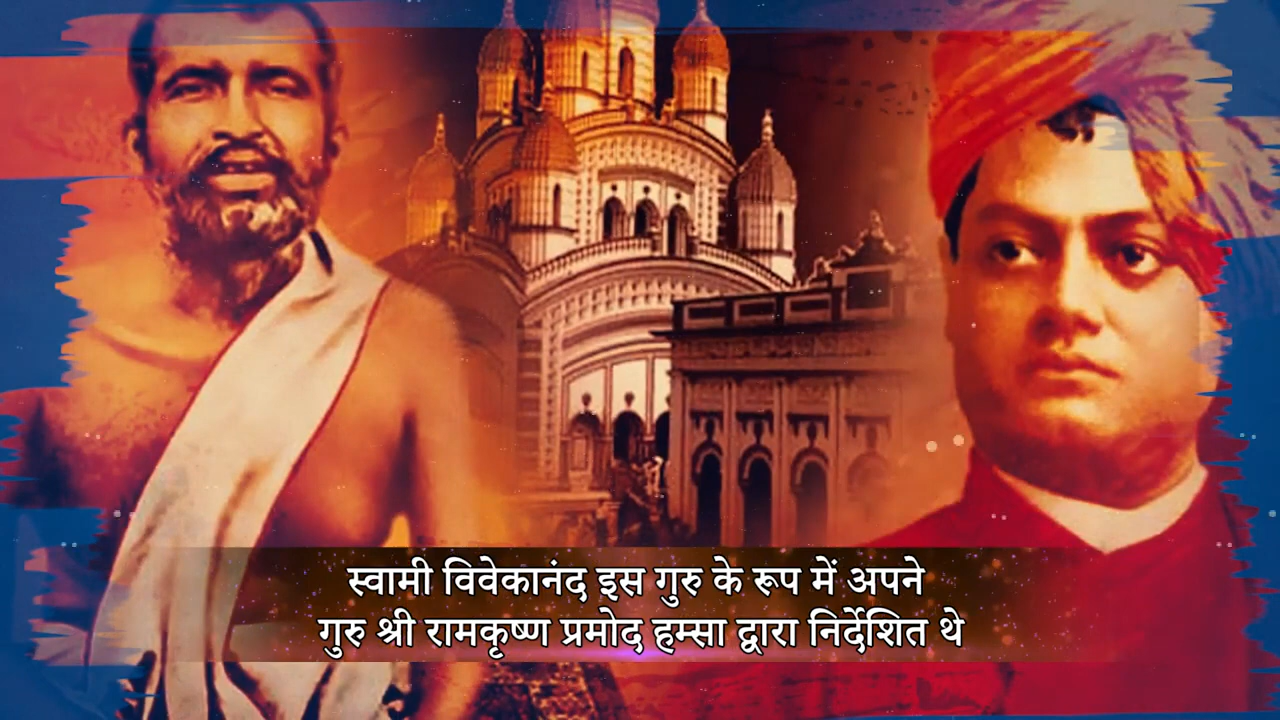 स्वामी विवेकानंद इस गुरु के रूप में अपने
गुरु श्री रामकृष्ण प्रमोद हम्सा द्वारा निर्देशित थे